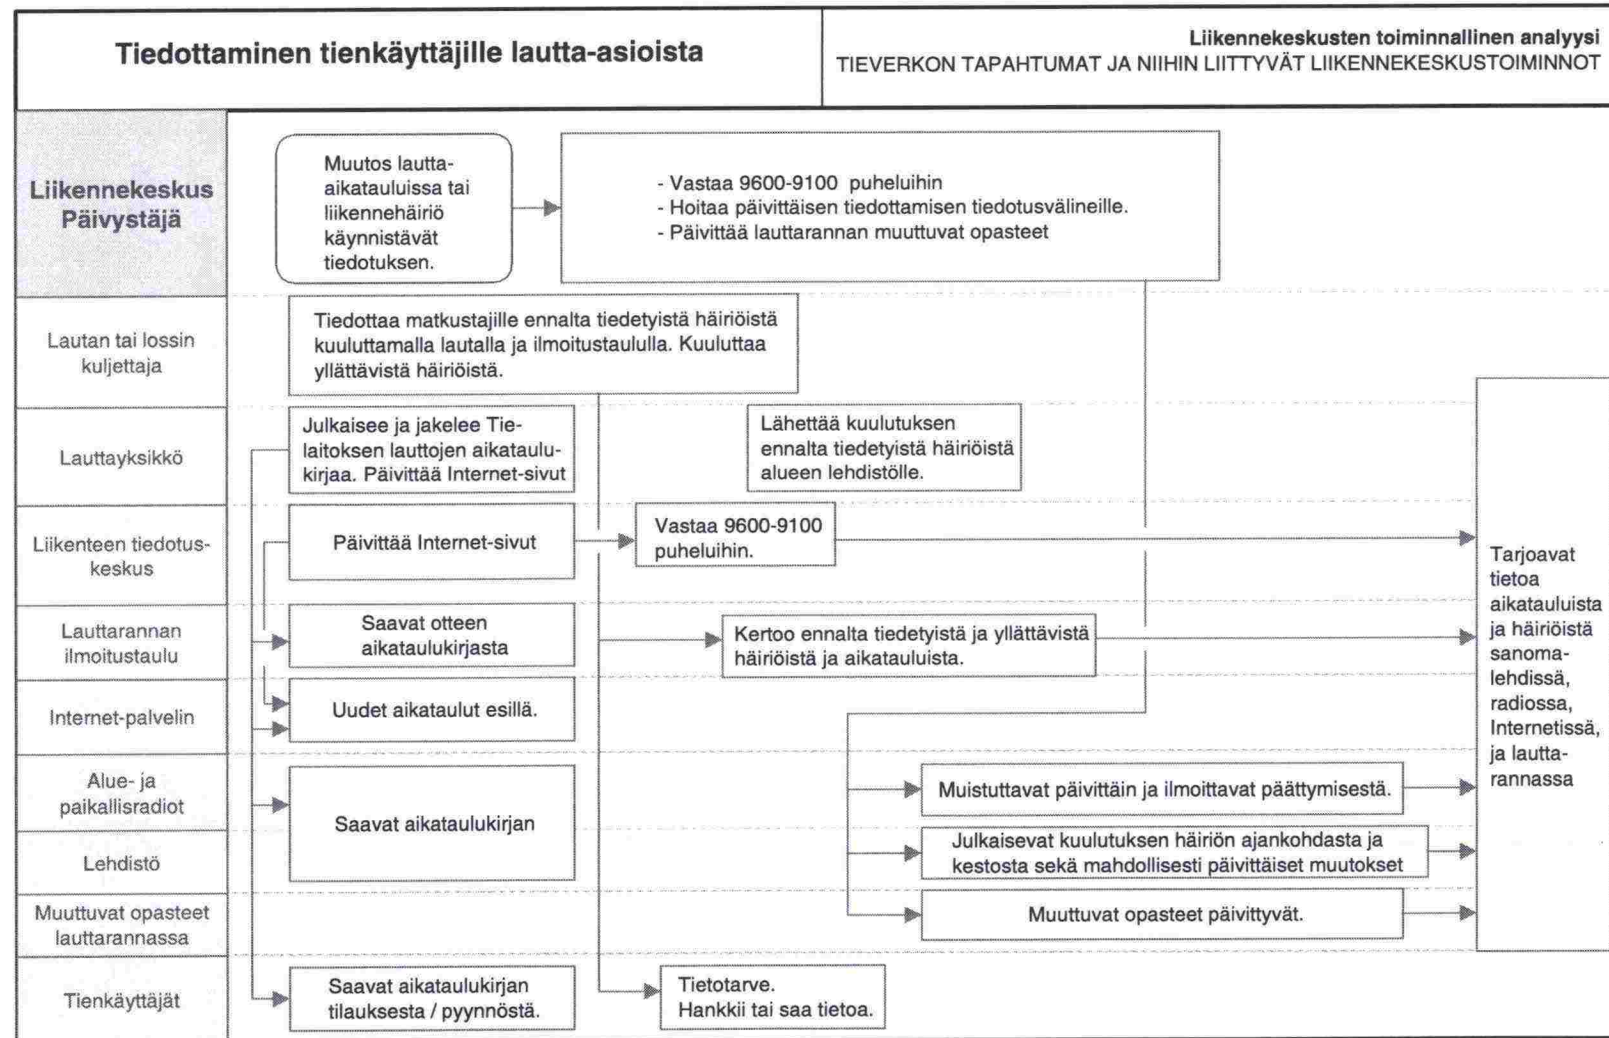 Tiedottaminen tienkäyttäjille lautta-asioista
Liikennekeskusten toiminnallinen analyysi
TIEVERKON TAPAHTUMAT JA NIIHIN LIITTYVÄT LIIKENNEKESKUSTOIMINNOT
Liikennekeskus
Päivystäjä
Muutos lautta-
aikatauluissa tai
liikennehäiriö
käynnistävät
tiedotuksen.
- Vastaa 9600-9100 puheluihin
- Hoitaa päivittäisen tiedottamisen tiedotusvälineille.
- Päivittää lauttarannan muuttuvat opasteet
Lautan tai lossin
kuljettaja
Tiedottaa matkustajille ennalta tiedetyistä häiriöistä
kuuluttamalla lautalla ja ilmoitustaululla. Kuuluttaa
yllättävistä häiriöistä.
Lauttayksikkö
Julkaisee ja jakelee Tie-
laitoksen lauttojen aikataulu-
kirjaa. Päivittää Internet-sivut
Lähettää kuulutuksen
ennalta tiedetyistä häiriöistä
alueen lehdistölle.
Liikenteen tiedotus-
keskus
Päivittää Internet-sivut
Vastaa 9600-9100
puheluihin.
Lauttarannan
ilmoitustaulu
Saavat otteen
aikataulukirjasta
Kertoo ennalta tiedetyistä ja yllättävistä
häiriöistä ja aikatauluista.
Internet-palvelin
Uudet aikataulut esillä.
Alue- ja
paikallisradiot
Saavat aikataulukirjan
Muistuttavat päivittäin ja ilmoittavat päättymisestä.
Lehdistö
Julkaisevat kuulutuksen häiriön ajankohdasta ja
kestosta sekä mahdollisesti päivittäiset muutokset
Muuttuvat opasteet
lauttarannassa
Muuttuvat opasteet päivittyvät.
Tienkäyttäjät
Saavat aikataulukirjan
tilauksesta / pyynnöstä.
Tietotarve.
Hankkii tai saa tietoa.
Tarjoavat
tietoa
aikatauluista
ja häiriöistä
sanoma-
lehdissä,
radiossa,
Internetissä,
ja lautta-
rannassa